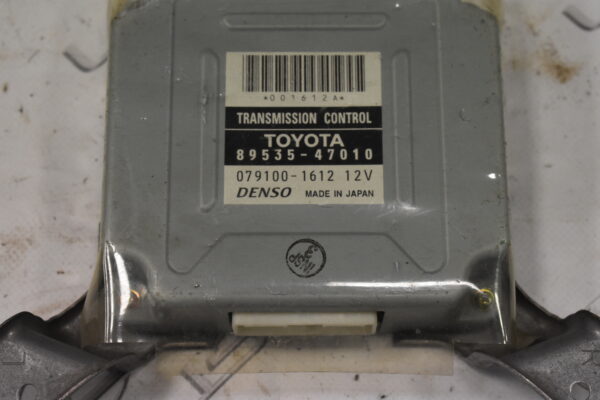 *001612A*
TRANSMISSION CONTROL
TOYOTA
89535-47010
079100-1612 12V
DENSO MADE IN JAPAN